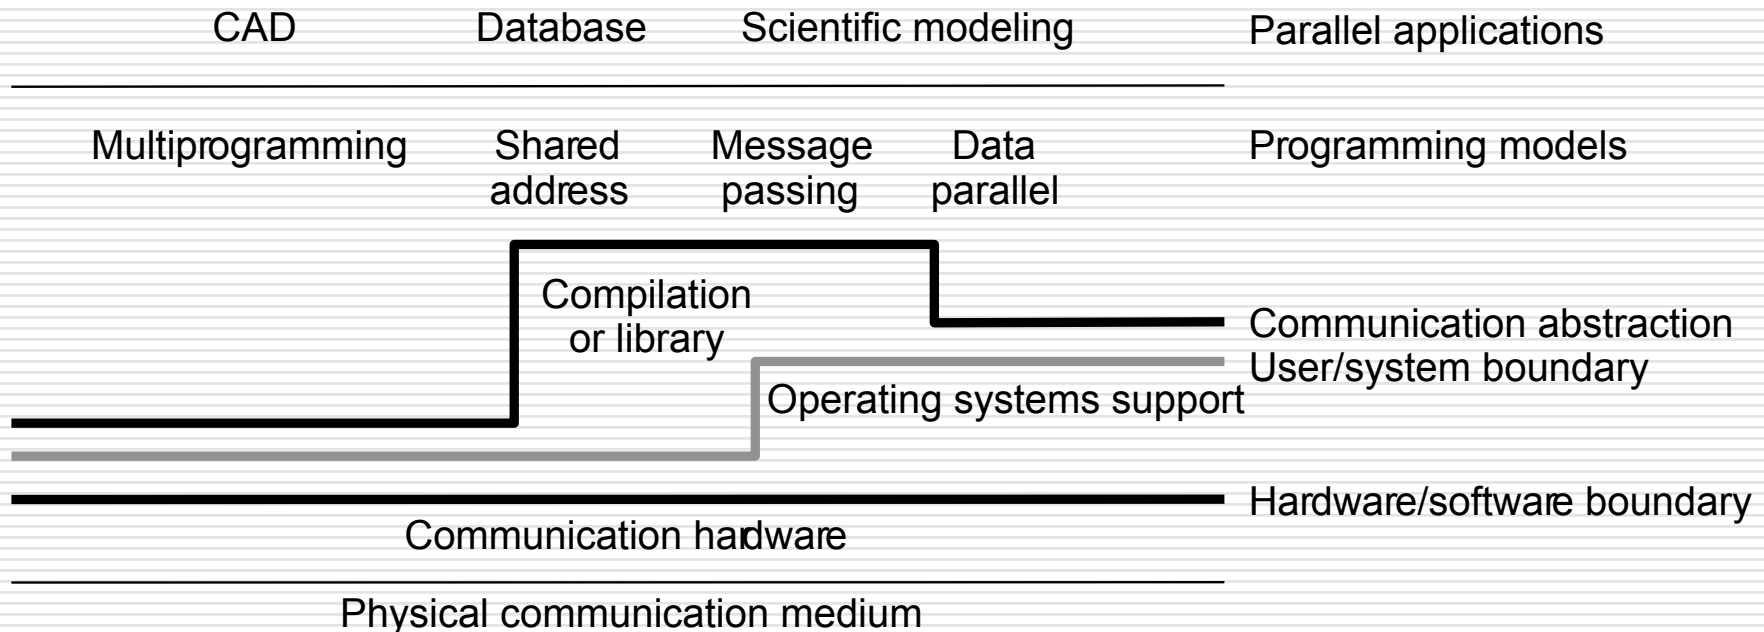 CAD Database Scientific modeling Parallel applications
Multiprogramming Shared Message Data Programming models
address passing parallel
Compilation
or library
Communication abstraction
User/system boundary
Operating systems support
Hardware/software boundary
Communication hardware
Physical communication medium